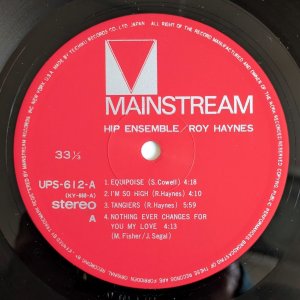 MAINSTREAM
HIP ENSEMBLE / ROY HAYNES
33⅓
UPS-612-A
(KY-668-A)
stereo
A
1. EQUIPOISE (S. Cowell) 4:18
2. I'M SO HIGH (R. Haynes) 4:10
3. TANGIERS (R. Haynes) 5:59
4. NOTHING EVER CHANGES FOR
YOU MY LOVE 4:13
(M. Fisher/J. Segal)